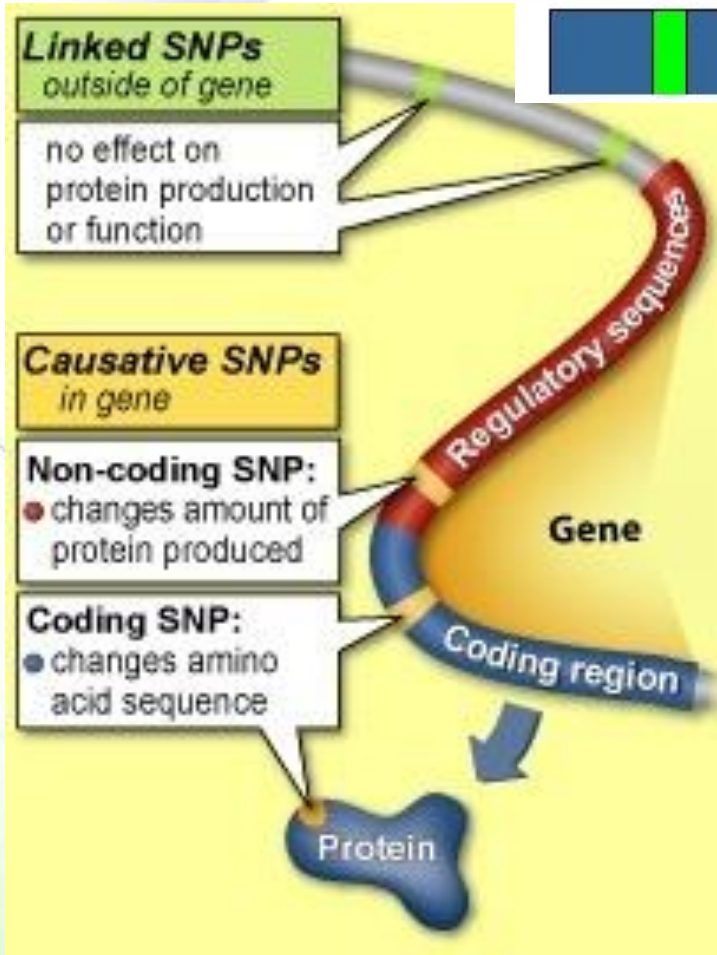 Linked SNPs
outside of gene
no effect on
protein production
or function
Regulatory sequences
Causative SNPs
in gene
Non-coding SNP:
changes amount of
protein produced
Gene
Coding SNP:
changes amino
acid sequence
Coding region
Protein